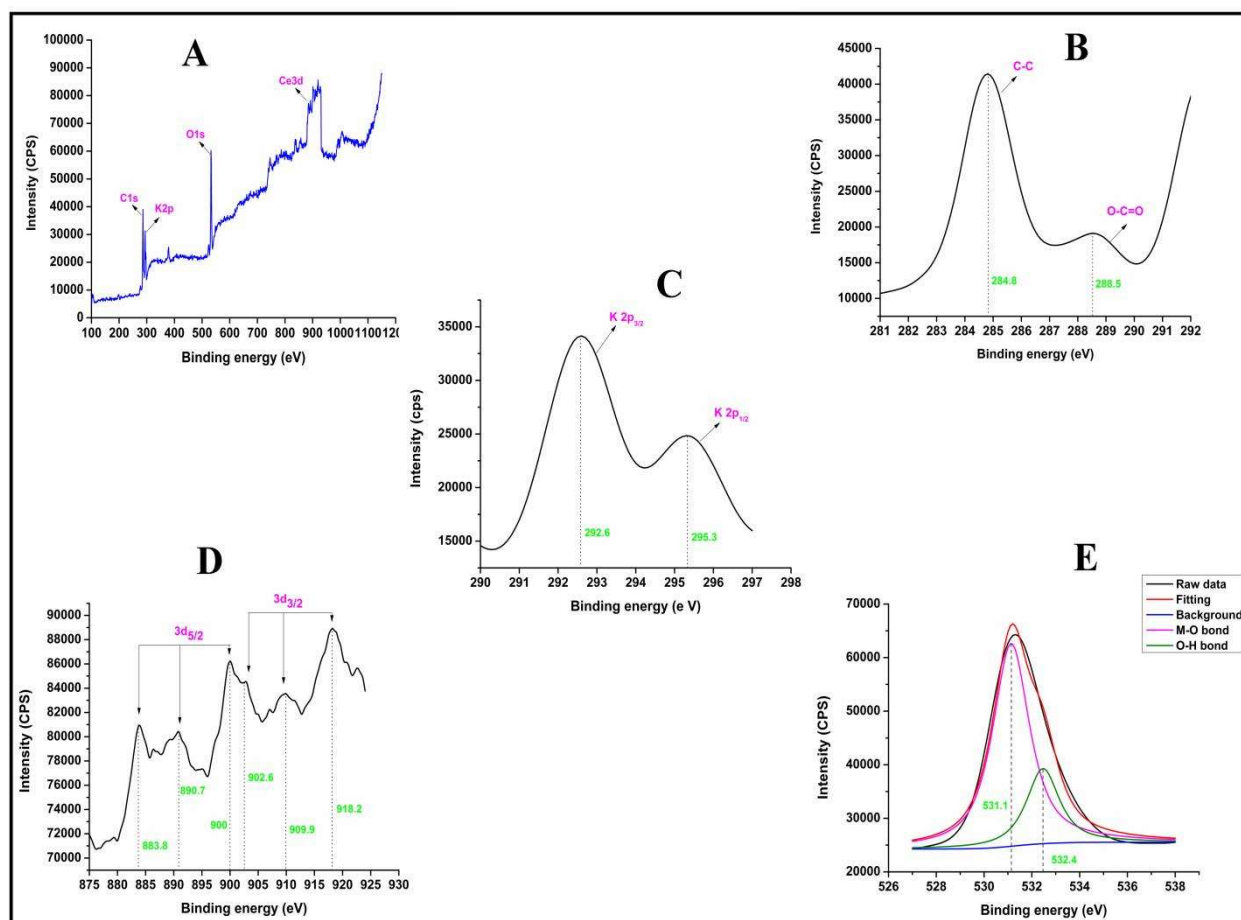 A
100000
90000
80000
70000
60000
50000
40000
30000
20000
10000
0
Intensity (CPS)
C1s
K2p
O1s
Ce3d
100 200 300 400 500 600 700 800 900 1000 1100 120
Binding energy (eV)
B
45000
40000
35000
30000
25000
20000
15000
10000
Intensity (CPS)
C-C
O-C=O
284.8
288.5
281 282 283 284 285 286 287 288 289 290 291 292
Binding energy (eV)
C
35000
30000
25000
20000
15000
Intensity (cps)
K 2p3/2
K 2p1/2
292.6
295.3
290 291 292 293 294 295 296 297 298
Binding energy (e V)
D
90000
88000
86000
84000
82000
80000
78000
76000
74000
72000
70000
Intensity (CPS)
3d5/2
3d3/2
883.8
890.7
900
902.6
909.9
918.2
875 880 885 890 895 900 905 910 915 920 925 930
Binding energy (eV)
E
Raw data
Fitting
Background
M-O bond
O-H bond
70000
60000
50000
40000
30000
20000
Intensity (CPS)
531.1
532.4
526 528 530 532 534 536 538
Binding energy (eV)